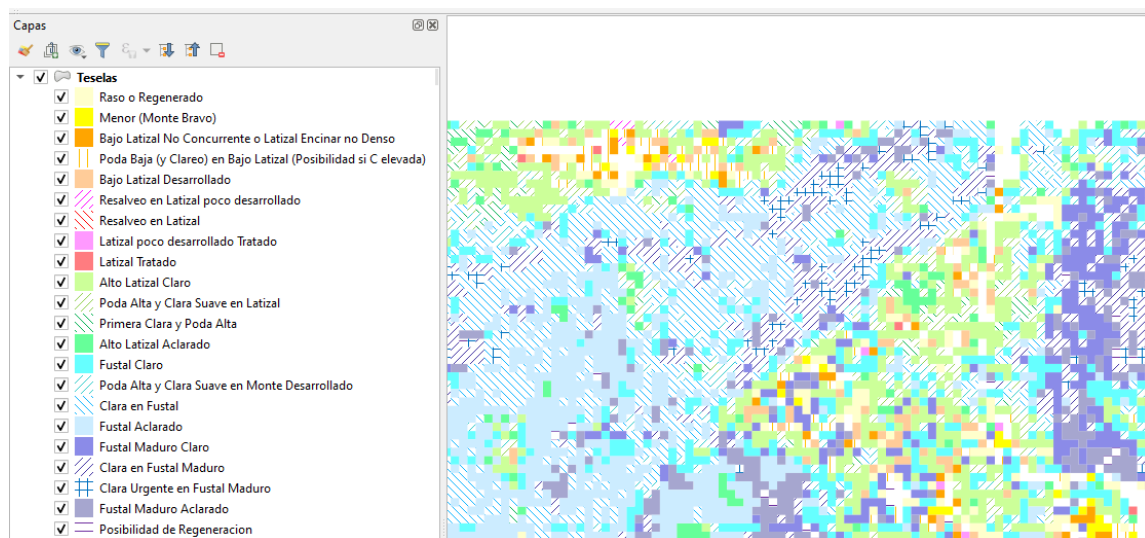 Capas
Teselas
Raso o Regenerado
Menor (Monte Bravo)
Bajo Latizal No Concurrente o Latizal Encinar no Denso
Poda Baja (y Clareo) en Bajo Latizal (Posibilidad si C elevada)
Bajo Latizal Desarrollado
Resalveo en Latizal poco desarrollado
Resalveo en Latizal
Latizal poco desarrollado Tratado
Latizal Tratado
Alto Latizal Claro
Poda Alta y Clara Suave en Latizal
Primera Clara y Poda Alta
Alto Latizal Aclarado
Fustal Claro
Poda Alta y Clara Suave en Monte Desarrollado
Clara en Fustal
Fustal Aclarado
Fustal Maduro Claro
Clara en Fustal Maduro
Clara Urgente en Fustal Maduro
Fustal Maduro Aclarado
Posibilidad de Regeneracion